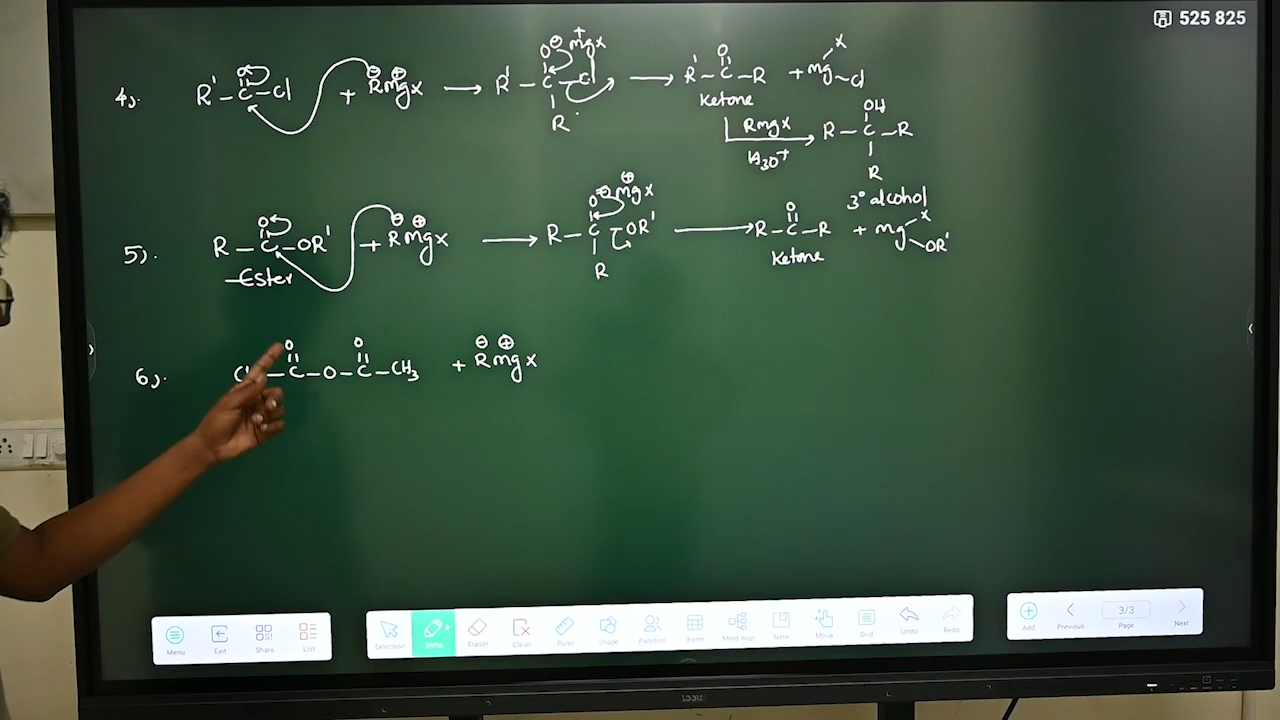 525 825
4). R' – C – Cl + R mg x → R' – C – Cl → R' – C – R + mg x Cl
O ⊖ ⊕ O ⊖ + mg x O
R Ketone
OH
R mg x R – C – R
H3O+
R
3° alcohol
5). R – C – OR' + R mg x → R – C – OR' → R – C – R + mg x OR'
O ⊖ ⊕ O ⊖ mg x ⊕ O
Ester R Ketone
6). – C – O – C – CH3 + R mg x
O O ⊖ ⊕
Menu Exit Share List
Selection Write Eraser Clean Ruler Shape Partition Form Mind map Note Move Grid Undo Redo
Add Previous 3/3 Page Next